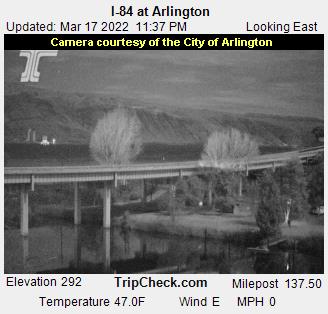 I-84 at Arlington
Updated: Mar 17 2022 11:37 PM Looking East
Camera courtesy of the City of Arlington
Elevation 292 TripCheck.com Milepost 137.50
Temperature 47.0F Wind E MPH 0